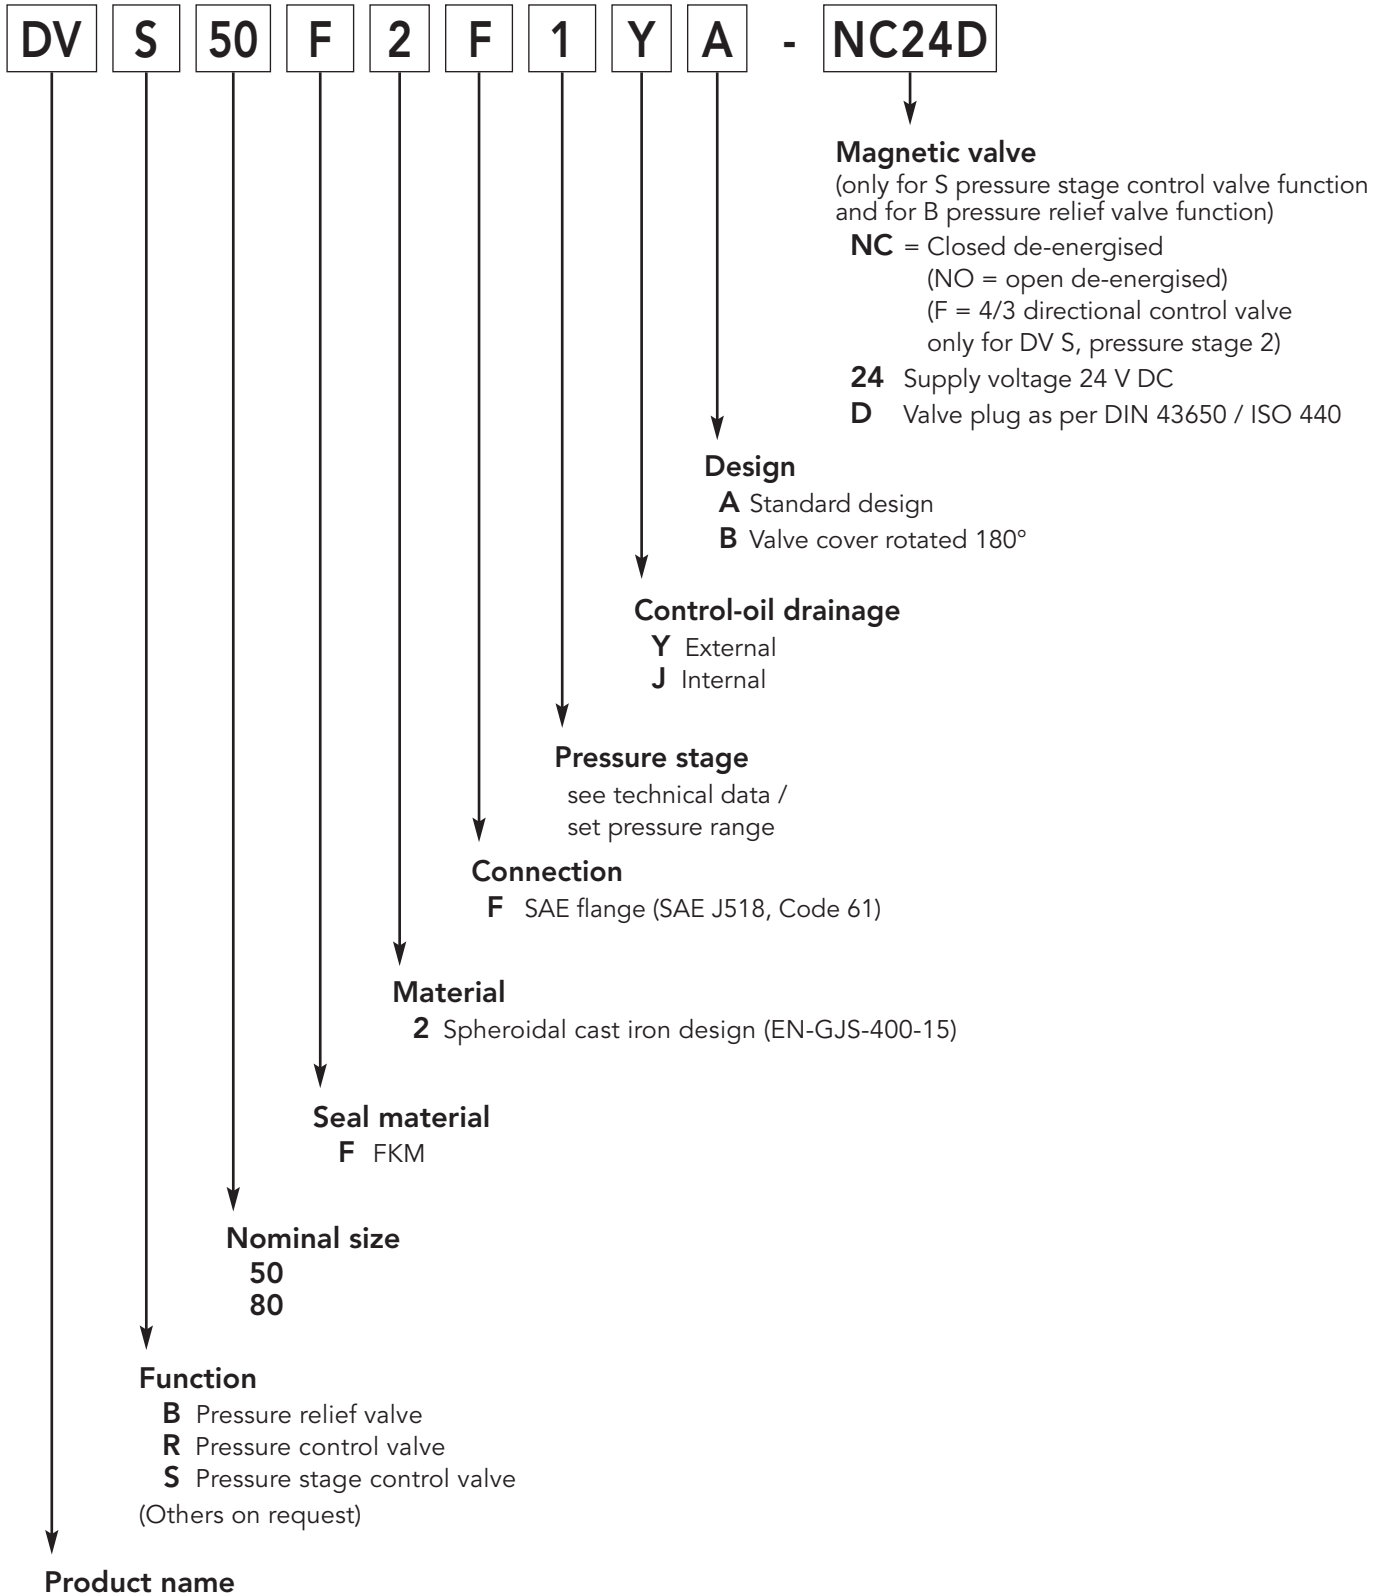 DV S 50 F 2 F 1 Y A - NC24D
Magnetic valve
(only for S pressure stage control valve function
and for B pressure relief valve function)
NC = Closed de-energised
(NO = open de-energised)
(F = 4/3 directional control valve
only for DV S, pressure stage 2)
24 Supply voltage 24 V DC
D Valve plug as per DIN 43650 / ISO 440
Design
A Standard design
B Valve cover rotated 180°
Control-oil drainage
Y External
J Internal
Pressure stage
see technical data /
set pressure range
Connection
F SAE flange (SAE J518, Code 61)
Material
2 Spheroidal cast iron design (EN-GJS-400-15)
Seal material
F FKM
Nominal size
50
80
Function
B Pressure relief valve
R Pressure control valve
S Pressure stage control valve
(Others on request)
Product name